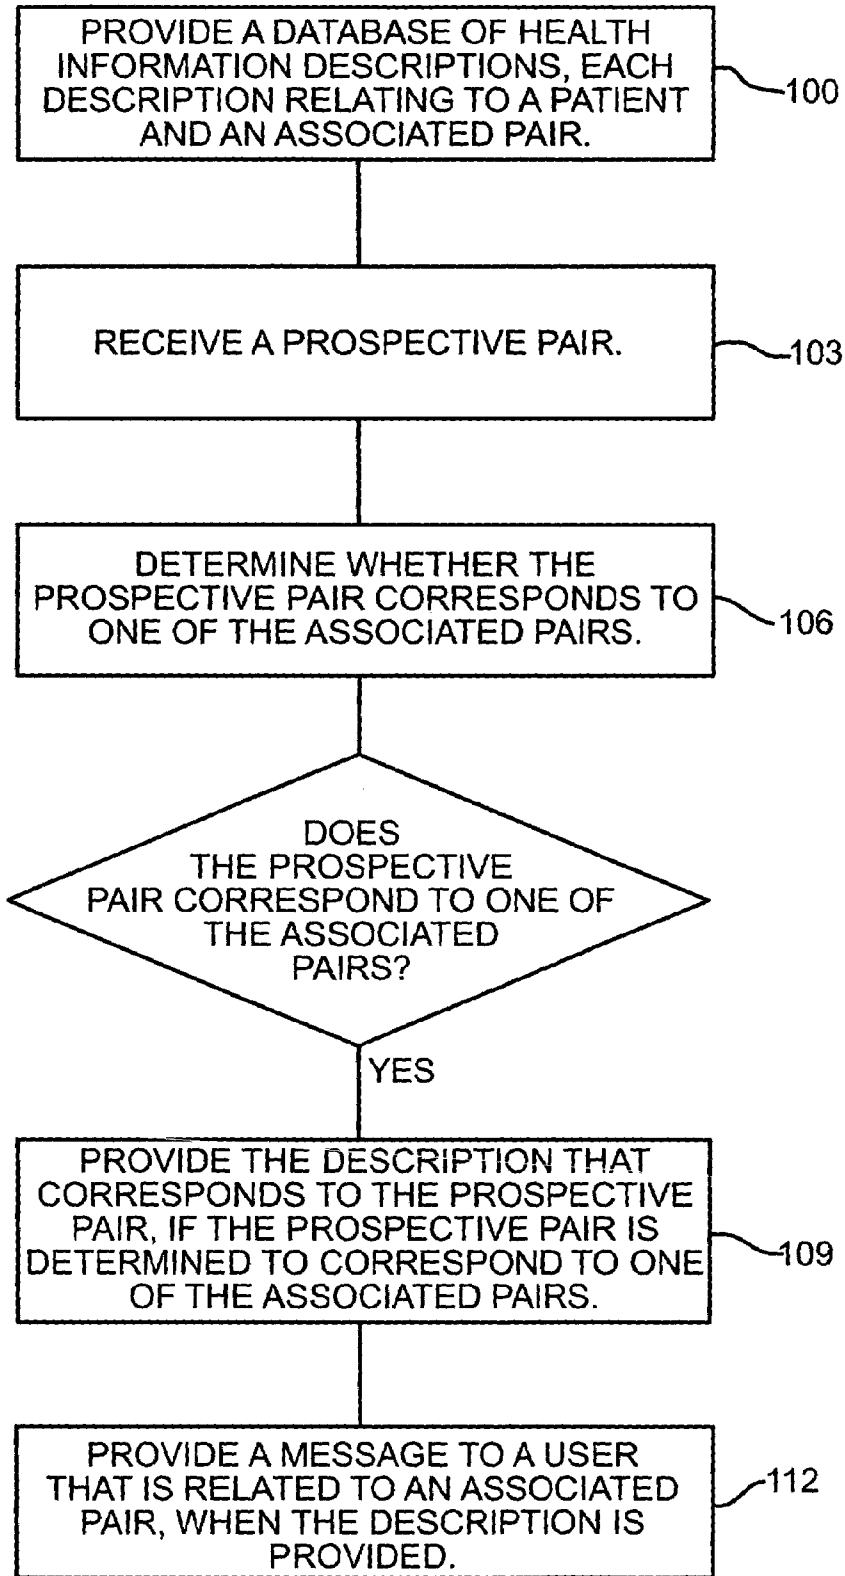 PROVIDE A DATABASE OF HEALTH
INFORMATION DESCRIPTIONS, EACH
DESCRIPTION RELATING TO A PATIENT
AND AN ASSOCIATED PAIR.
100
RECEIVE A PROSPECTIVE PAIR.
103
DETERMINE WHETHER THE
PROSPECTIVE PAIR CORRESPONDS TO
ONE OF THE ASSOCIATED PAIRS.
106
DOES
THE PROSPECTIVE
PAIR CORRESPOND TO ONE OF
THE ASSOCIATED
PAIRS?
YES
PROVIDE THE DESCRIPTION THAT
CORRESPONDS TO THE PROSPECTIVE
PAIR, IF THE PROSPECTIVE PAIR IS
DETERMINED TO CORRESPOND TO ONE
OF THE ASSOCIATED PAIRS.
109
PROVIDE A MESSAGE TO A USER
THAT IS RELATED TO AN ASSOCIATED
PAIR, WHEN THE DESCRIPTION IS
PROVIDED.
112